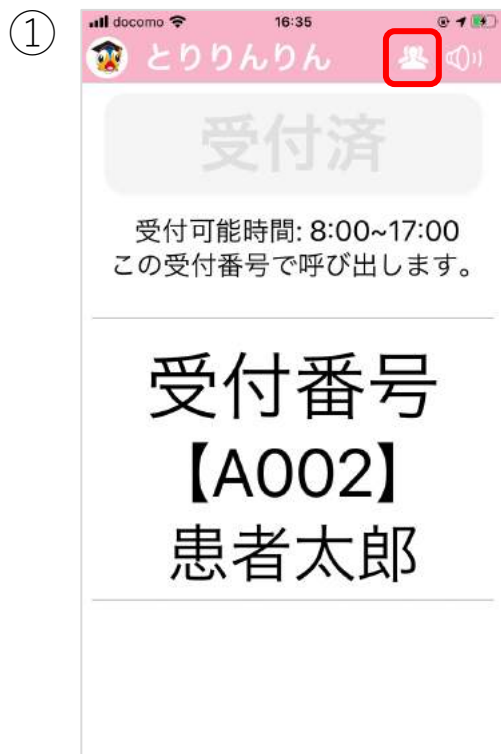 ①
docomo 16:35
とりりんりん
受付済
受付可能時間: 8:00~17:00
この受付番号で呼び出します。
受付番号
【A002】
患者太郎